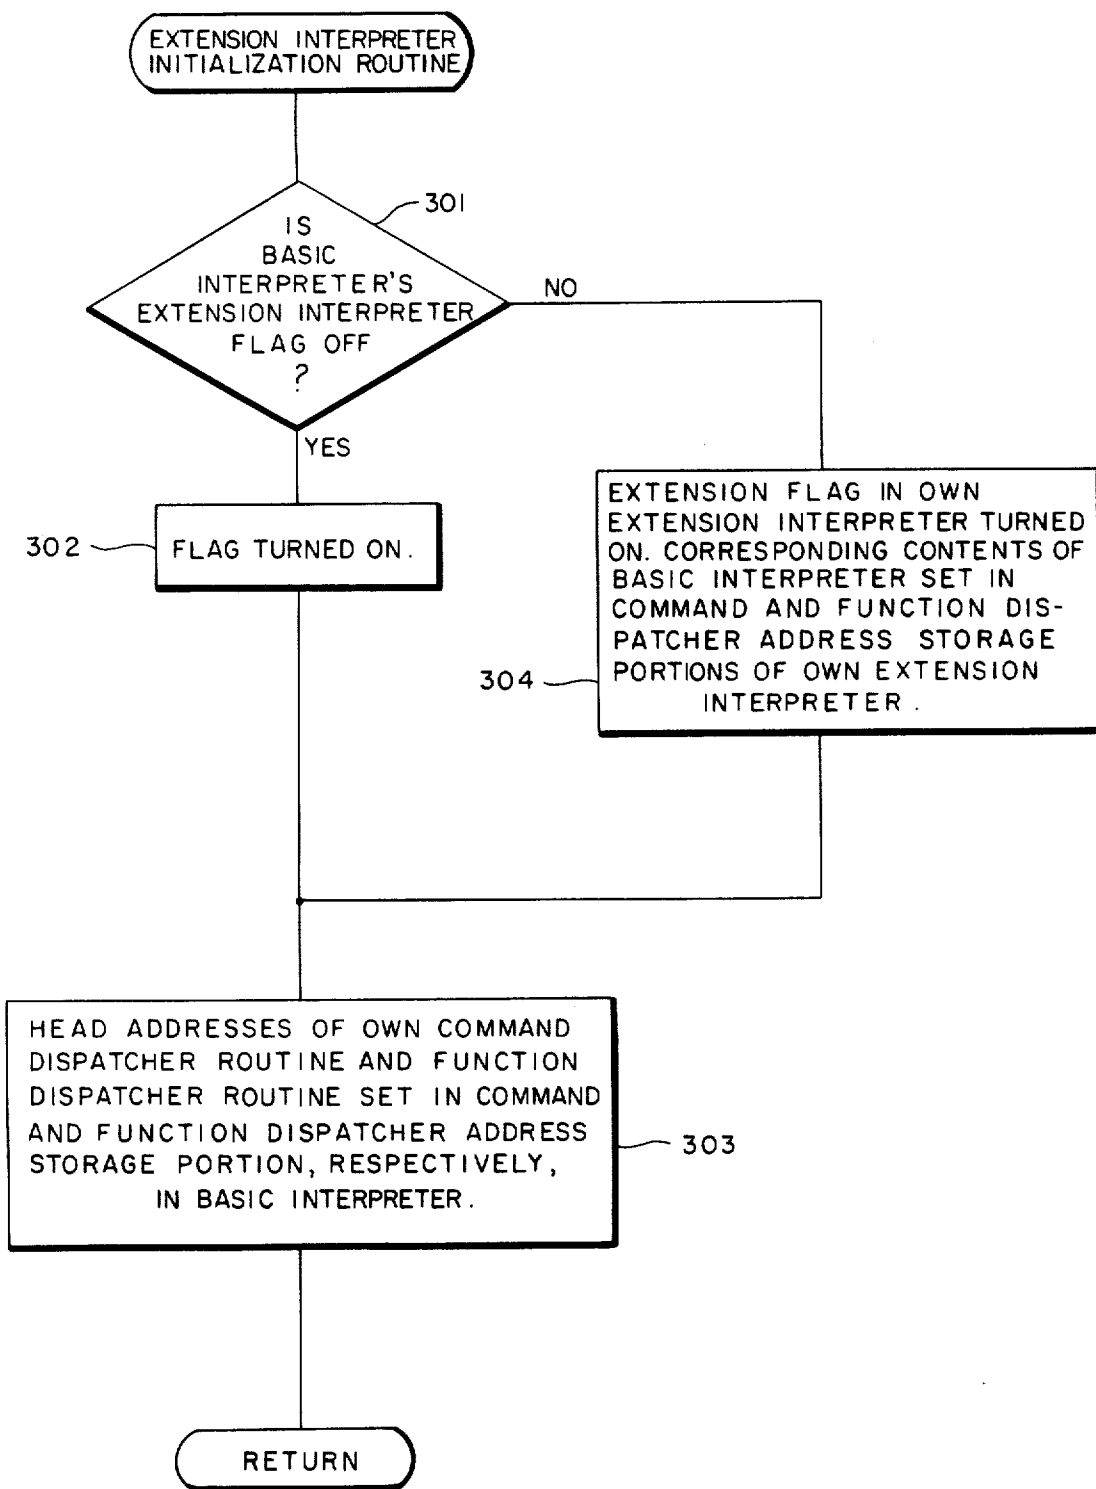 EXTENSION INTERPRETER
INITIALIZATION ROUTINE
301
IS
BASIC
INTERPRETER'S
EXTENSION INTERPRETER
FLAG OFF
?
NO
YES
302
FLAG TURNED ON.
EXTENSION FLAG IN OWN
EXTENSION INTERPRETER TURNED
ON. CORRESPONDING CONTENTS OF
BASIC INTERPRETER SET IN
COMMAND AND FUNCTION DIS-
PATCHER ADDRESS STORAGE
PORTIONS OF OWN EXTENSION
INTERPRETER.
304
HEAD ADDRESSES OF OWN COMMAND
DISPATCHER ROUTINE AND FUNCTION
DISPATCHER ROUTINE SET IN COMMAND
AND FUNCTION DISPATCHER ADDRESS
STORAGE PORTION, RESPECTIVELY,
IN BASIC INTERPRETER.
303
RETURN